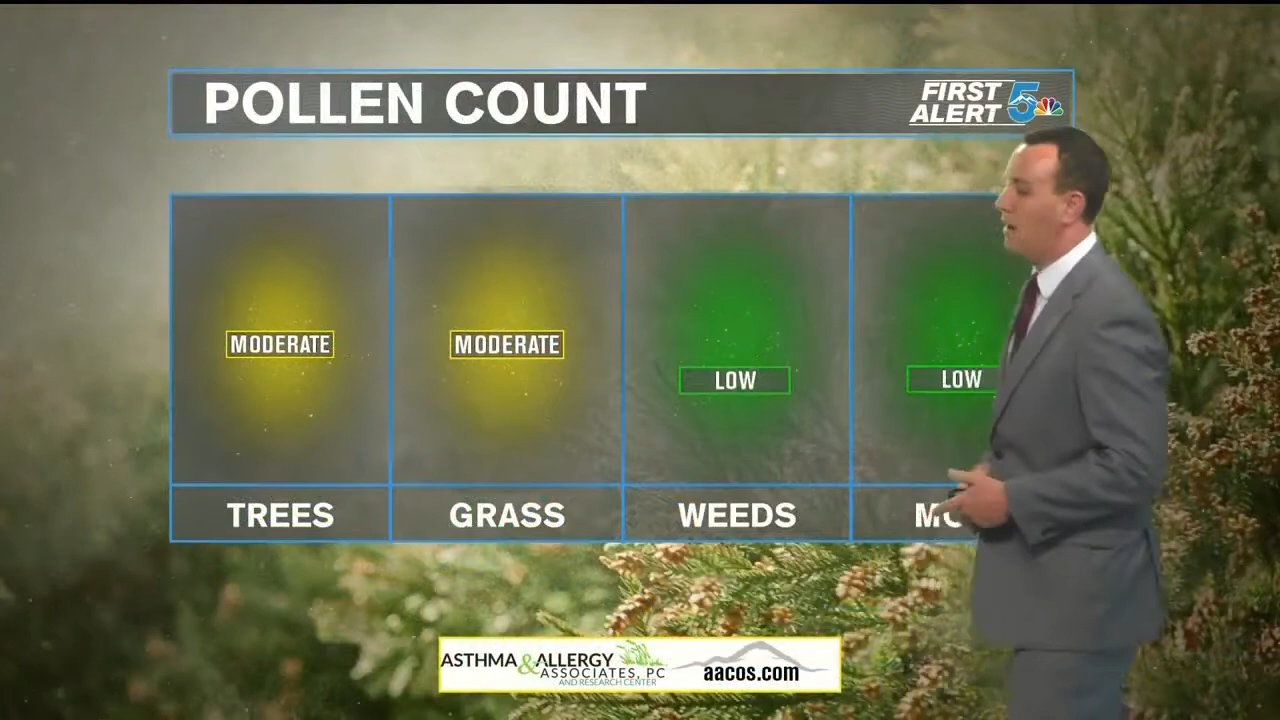 POLLEN COUNT
FIRST
ALERT 5
MODERATE
MODERATE
LOW
LOW
TREES
GRASS
WEEDS
ASTHMA & ALLERGY
ASSOCIATES, PC
AND RESEARCH CENTER
aacos.com